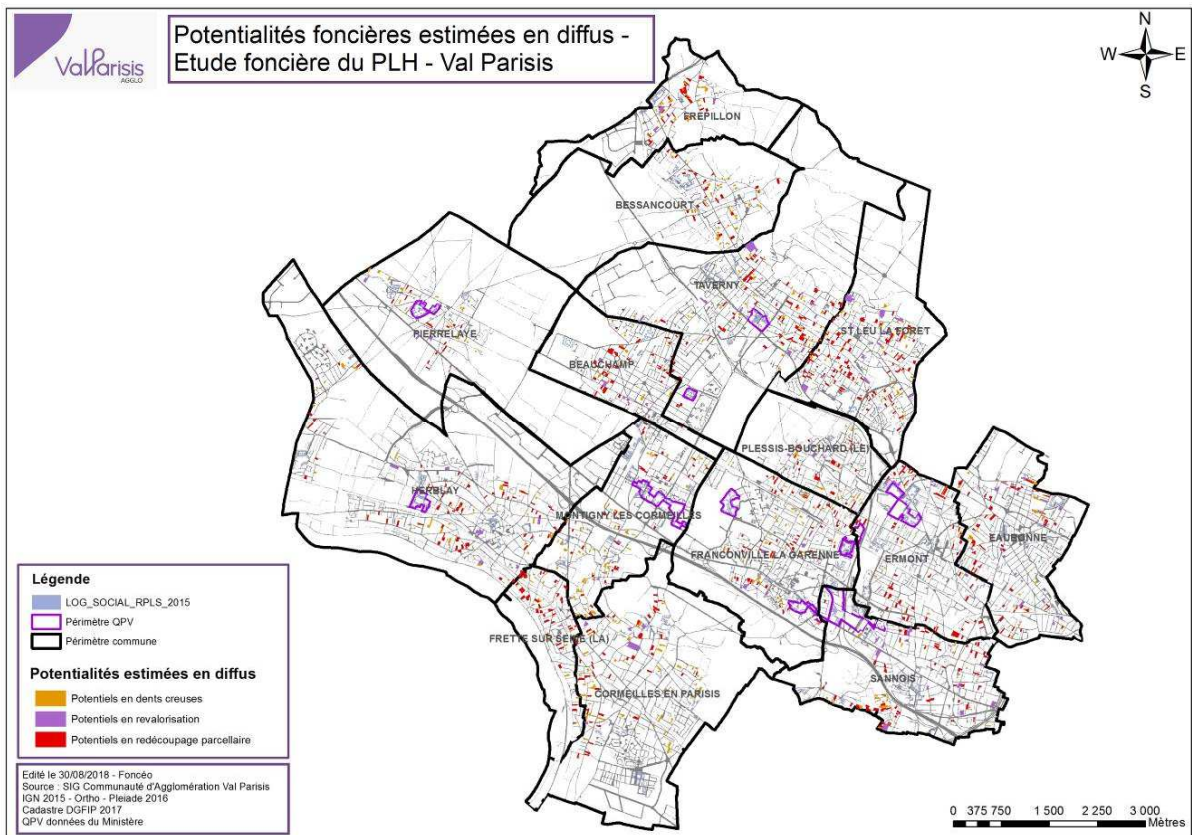 ValParisis
AGGLO
Potentialités foncières estimées en diffus -
Etude foncière du PLH - Val Parisis
N
W E
S
FREPILLON
BESSANCOURT
TAVERNY
PIERRELAYE
ST LEU LA FORET
BEAUCHAMP
PLESSIS-BOUCHARD (LE)
HERBLAY
MONTIGNY LES CORMEILLES
FRANCONVILLE LA GARENNE
ERMONT
EAUBONNE
FRETTE SUR SEINE (LA)
SANNOIS
CORMEILLES EN PARISIS
Légende
LOG_SOCIAL_RPLS_2015
Périmètre QPV
Périmètre commune
Potentialités estimées en diffus
Potentiels en dents creuses
Potentiels en revalorisation
Potentiels en redécoupage parcellaire
Edité le 30/08/2018 - Foncéo
Source : SIG Communauté d'Agglomération Val Parisis
IGN 2015 - Ortho - Pleiade 2016
Cadastre DGFIP 2017
QPV données du Ministère
0 375 750 1 500 2 250 3 000
Mètres